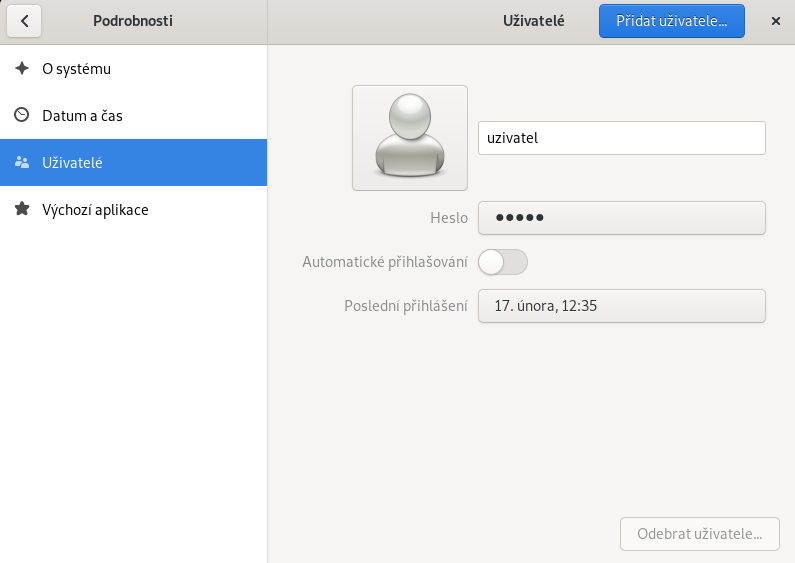 Podrobnosti
Uživatelé
Přidat uživatele...
O systému
Datum a čas
Uživatelé
Výchozí aplikace
uzivatel
Heslo ●●●●●
Automatické přihlašování
Poslední přihlášení 17. února, 12:35
Odebrat uživatele...